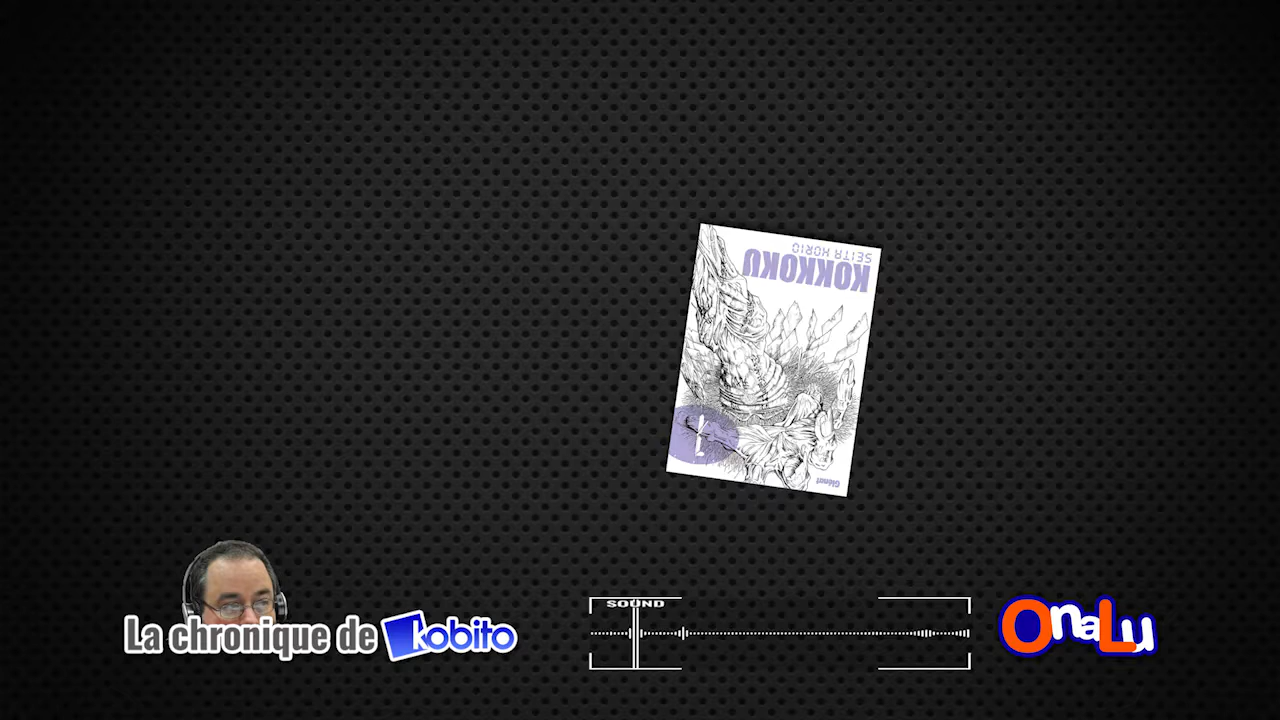 SEITA HORIO
KOKKOKU
1
Glénat
La chronique de kobito
SOUND
OnaLu